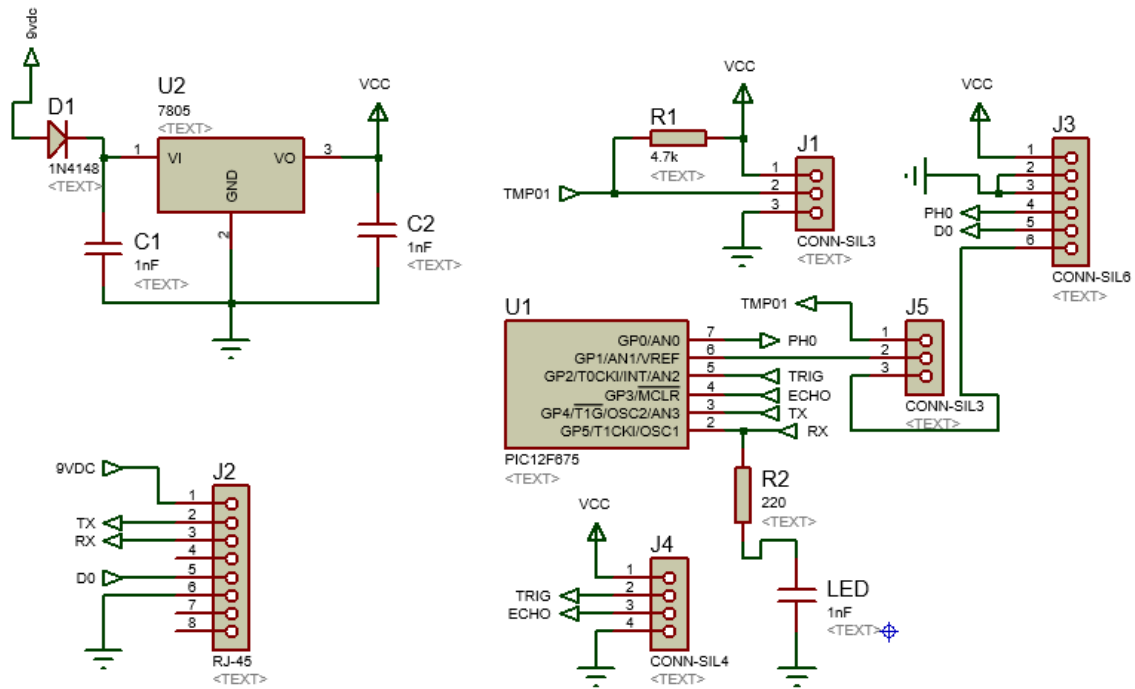 9vdc
D1
1N4148
<TEXT>
U2
7805
<TEXT>
1
VI
VO
3
GND
2
VCC
C1
1nF
<TEXT>
C2
1nF
<TEXT>
VCC
R1
4.7k
<TEXT>
TMP01
J1
1
2
3
CONN-SIL3
<TEXT>
VCC
J3
1
2
3
PH0
4
D0
5
6
CONN-SIL6
<TEXT>
U1
GP0/AN0
7
PH0
GP1/AN1/VREF
6
GP2/T0CKI/INT/AN2
5
TRIG
GP3/MCLR
4
ECHO
GP4/T1G/OSC2/AN3
3
TX
GP5/T1CKI/OSC1
2
RX
PIC12F675
<TEXT>
TMP01
J5
1
2
3
CONN-SIL3
<TEXT>
R2
220
<TEXT>
LED
1nF
<TEXT>
9VDC
J2
1
TX
2
RX
3
4
D0
5
6
7
8
RJ-45
<TEXT>
VCC
J4
1
TRIG
2
ECHO
3
4
CONN-SIL4
<TEXT>